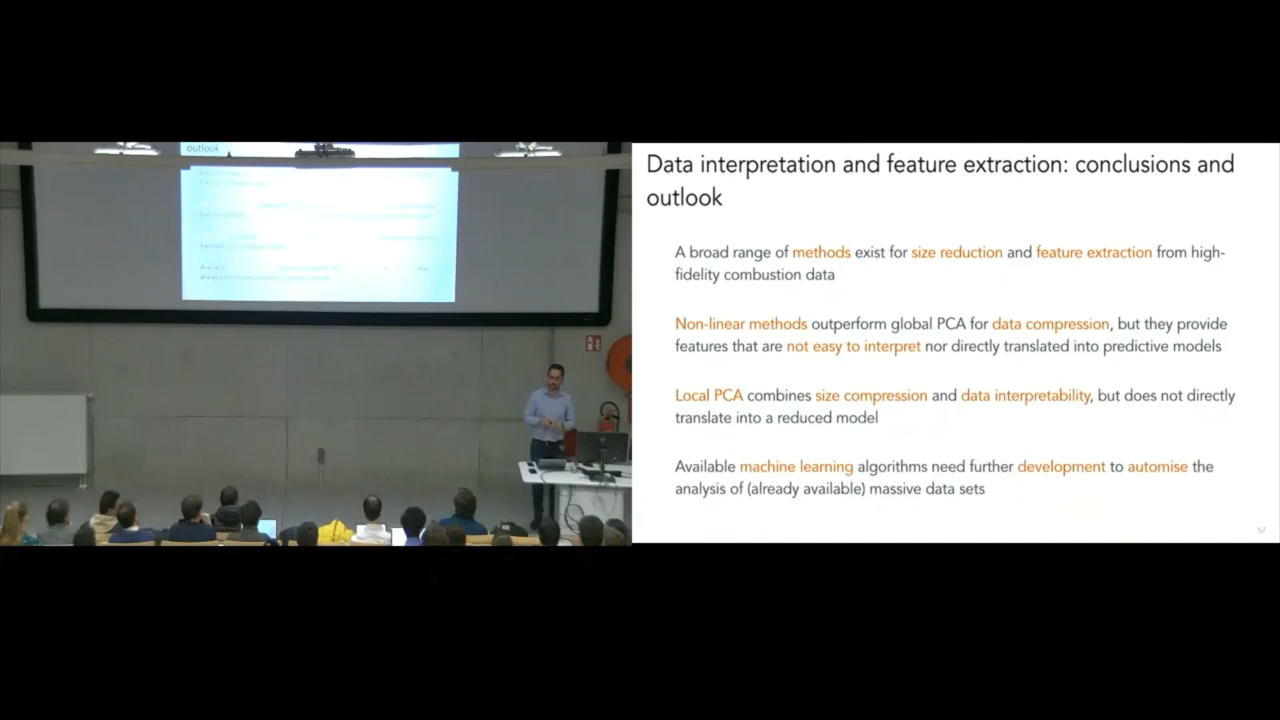 outlook
Data interpretation and feature extraction: conclusions and
outlook
A broad range of methods exist for size reduction and feature extraction from high-
fidelity combustion data
Non-linear methods outperform global PCA for data compression, but they provide
features that are not easy to interpret nor directly translated into predictive models
Local PCA combines size compression and data interpretability, but does not directly
translate into a reduced model
Available machine learning algorithms need further development to automise the
analysis of (already available) massive data sets
57